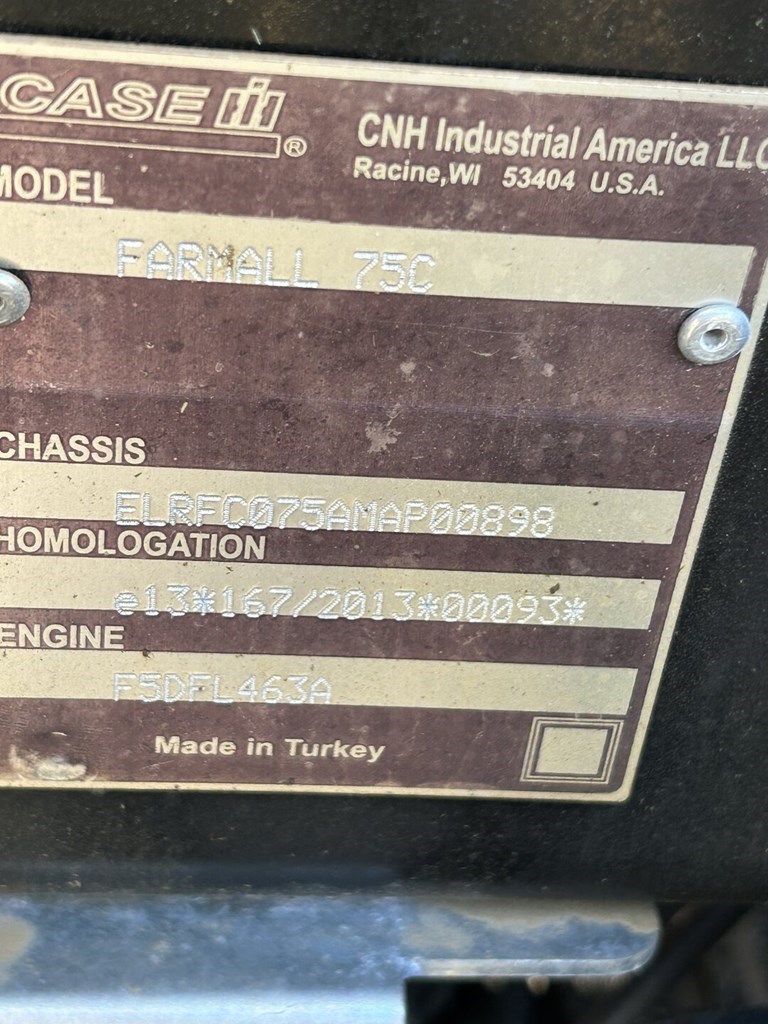 CASE IH ®
CNH Industrial America LLC
Racine,WI 53404 U.S.A.
MODEL
FARMALL 75C
CHASSIS
ELRFC075AMAP00898
HOMOLOGATION
e13*167/2013*00093*
ENGINE
F5DFL463A
Made in Turkey